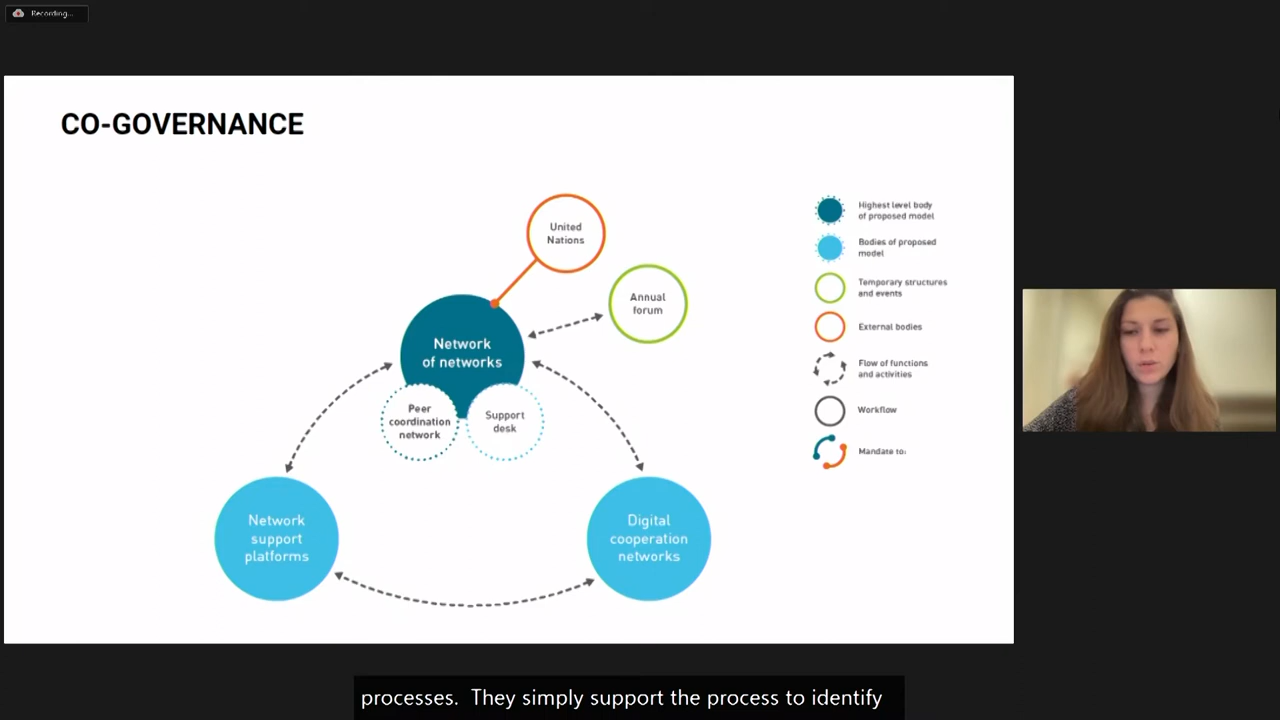 Recording...
CO-GOVERNANCE
United
Nations
Annual
forum
Network
of networks
Peer
coordination
network
Support
desk
Network
support
platforms
Digital
cooperation
networks
Highest level body
of proposed model
Bodies of proposed
model
Temporary structures
and events
External bodies
Flow of functions
and activities
Workflow
Mandate to:
processes.  They simply support the process to identify